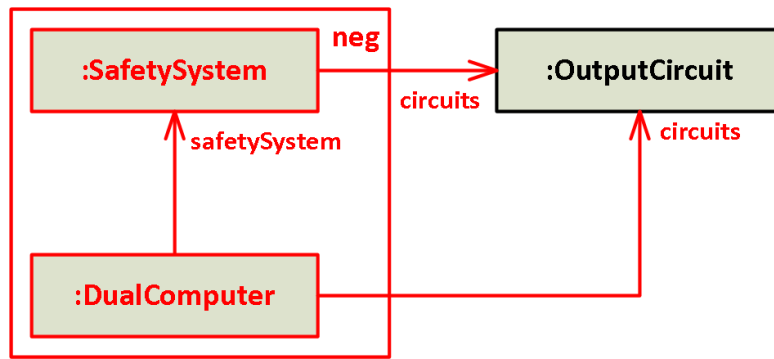 neg
:SafetySystem
:OutputCircuit
circuits
circuits
safetySystem
:DualComputer